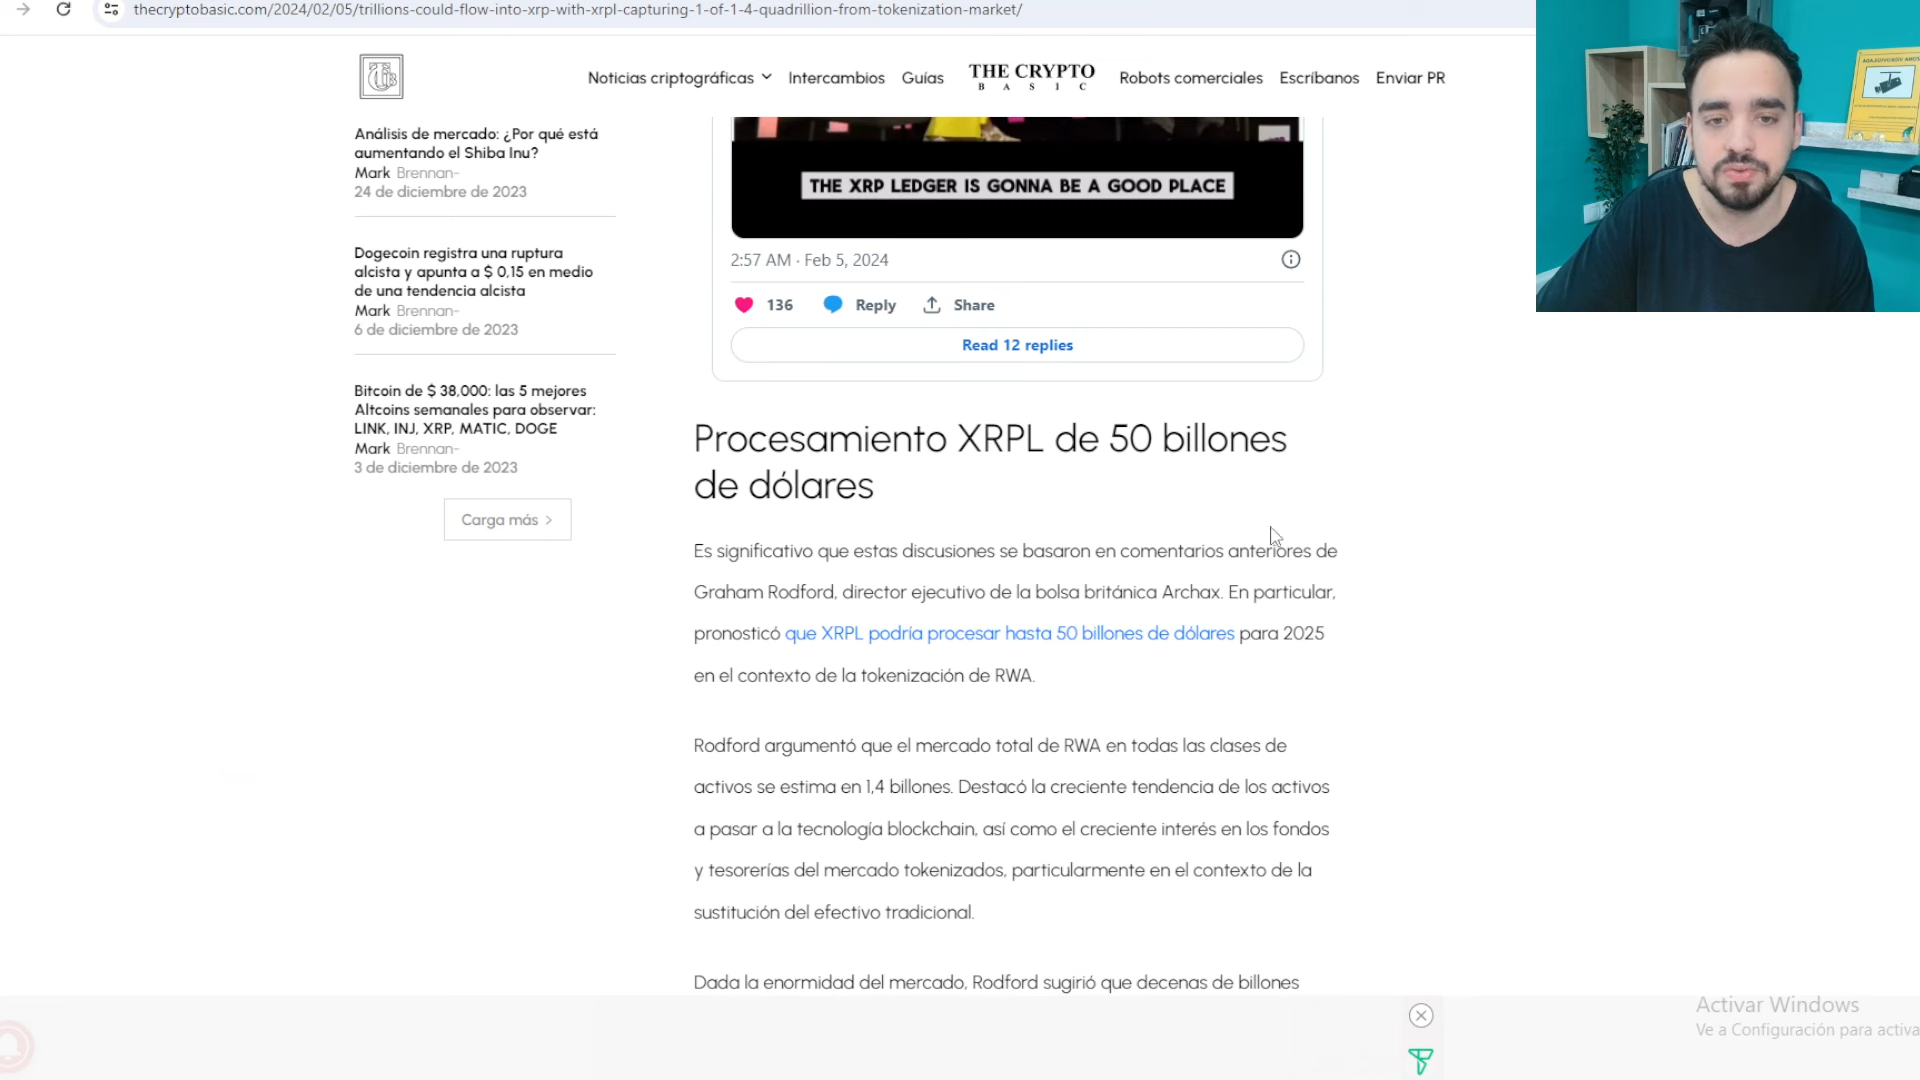 thecryptobasic.com/2024/02/05/trillions-could-flow-into-xrp-with-xrpl-capturing-1-of-1-4-quadrillion-from-tokenization-market/
Noticias criptográficas
Intercambios
Guías
THE CRYPTO
BASIC
Robots comerciales
Escríbanos
Enviar PR
Análisis de mercado: ¿Por qué está
aumentando el Shiba Inu?
Mark Brennan-
24 de diciembre de 2023
Dogecoin registra una ruptura
alcista y apunta a $ 0,15 en medio
de una tendencia alcista
Mark Brennan-
6 de diciembre de 2023
Bitcoin de $ 38,000: las 5 mejores
Altcoins semanales para observar:
LINK, INJ, XRP, MATIC, DOGE
Mark Brennan-
3 de diciembre de 2023
Carga más >
THE XRP LEDGER IS GONNA BE A GOOD PLACE
2:57 AM · Feb 5, 2024
136 Reply Share
Read 12 replies
Procesamiento XRPL de 50 billones
de dólares
Es significativo que estas discusiones se basaron en comentarios anteriores de
Graham Rodford, director ejecutivo de la bolsa británica Archax. En particular,
pronosticó que XRPL podría procesar hasta 50 billones de dólares para 2025
en el contexto de la tokenización de RWA.
Rodford argumentó que el mercado total de RWA en todas las clases de
activos se estima en 1,4 billones. Destacó la creciente tendencia de los activos
a pasar a la tecnología blockchain, así como el creciente interés en los fondos
y tesorerías del mercado tokenizados, particularmente en el contexto de la
sustitución del efectivo tradicional.
Dada la enormidad del mercado, Rodford sugirió que decenas de billones
Activar Windows
Ve a Configuración para activa